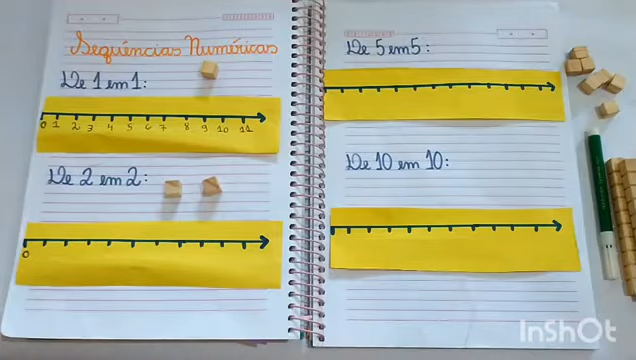 Sequências Numéricas
De 1 em 1:
0 1 2 3 4 5 6 7 8 9 10 11
De 2 em 2:
0
De 5 em 5:
De 10 em 10:
InShOt